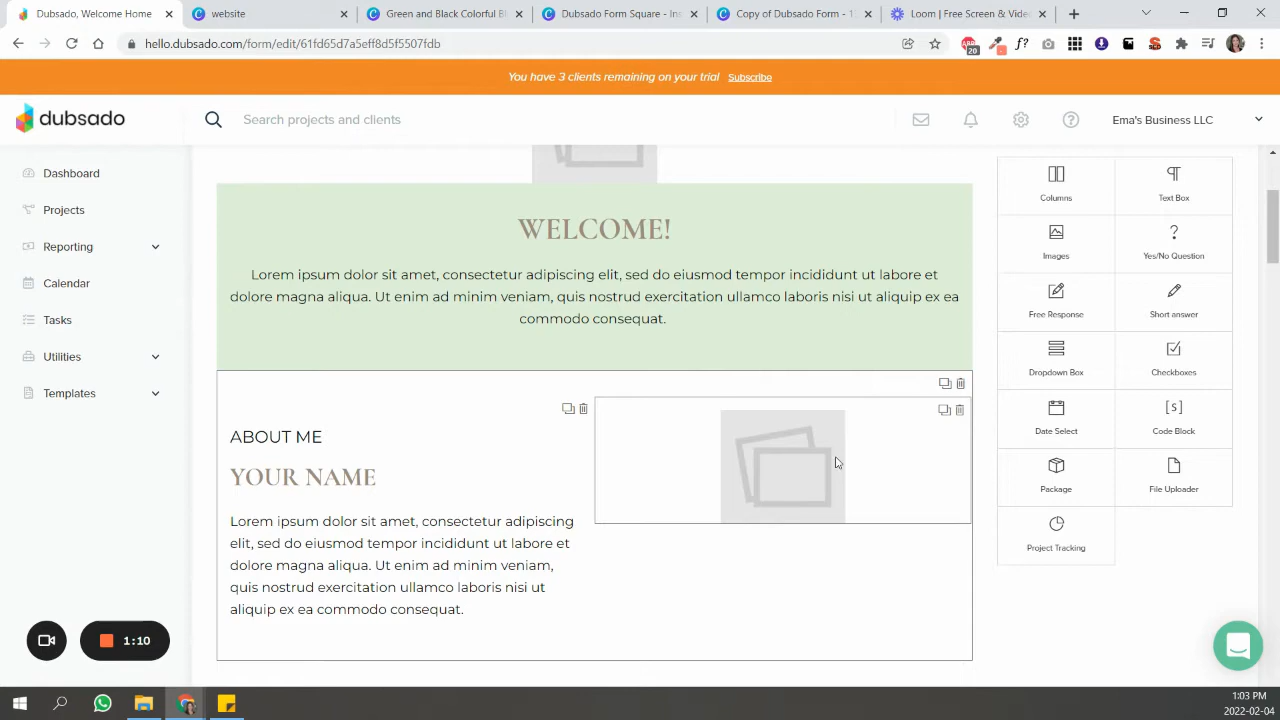 Dubsado, Welcome Home
website
Green and Black Colorful Bl
Dubsado Form Square - Ins
Copy of Dubsado Form - 1
Loom | Free Screen & Vide
hello.dubsado.com/form/edit/61fd65d7a5eff8d5f5507fdb
20
f?
You have 3 clients remaining on your trial Subscribe
dubsado
Search projects and clients
Ema's Business LLC
Dashboard
Projects
Reporting
Calendar
Tasks
Utilities
Templates
WELCOME!
Lorem ipsum dolor sit amet, consectetur adipiscing elit, sed do eiusmod tempor incididunt ut labore et
dolore magna aliqua. Ut enim ad minim veniam, quis nostrud exercitation ullamco laboris nisi ut aliquip ex ea
commodo consequat.
ABOUT ME
YOUR NAME
Lorem ipsum dolor sit amet, consectetur adipiscing
elit, sed do eiusmod tempor incididunt ut labore et
dolore magna aliqua. Ut enim ad minim veniam,
quis nostrud exercitation ullamco laboris nisi ut
aliquip ex ea commodo consequat.
Columns
Text Box
Images
Yes/No Question
Free Response
Short answer
Dropdown Box
Checkboxes
Date Select
[s]
Code Block
Package
File Uploader
Project Tracking
1:10
1:03 PM
2022-02-04